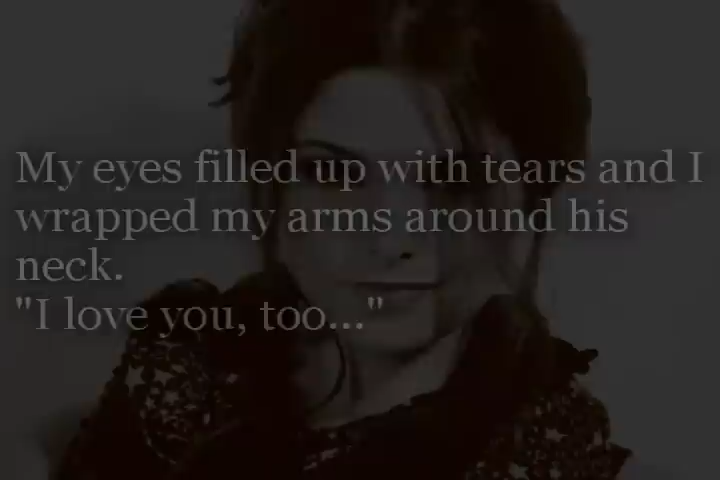 My eyes filled up with tears and I
wrapped my arms around his
neck.
"I love you, too..."